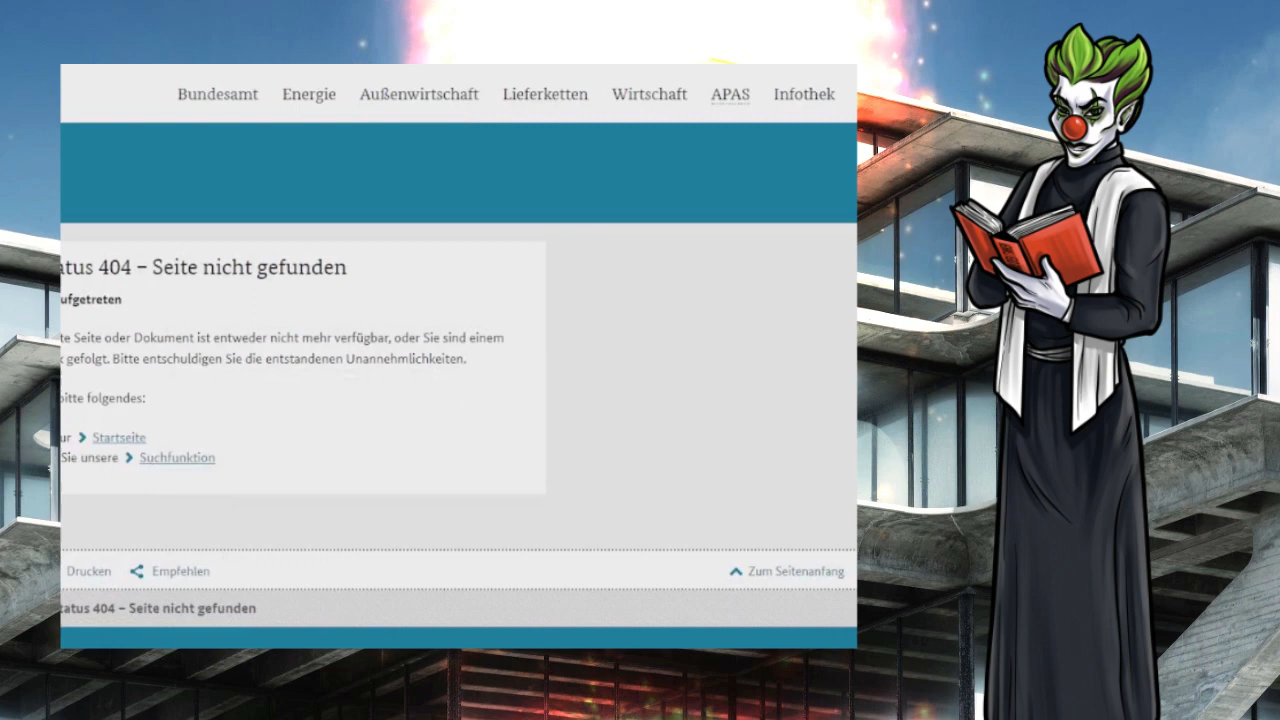 Bundesamt Energie Außenwirtschaft Lieferketten Wirtschaft APAS Infothek
atus 404 – Seite nicht gefunden
ufgetreten
te Seite oder Dokument ist entweder nicht mehr verfügbar, oder Sie sind einem
gefolgt. Bitte entschuldigen Sie die entstandenen Unannehmlichkeiten.
bitte folgendes:
ur Startseite
Sie unsere Suchfunktion
Drucken Empfehlen Zum Seitenanfang
tatus 404 – Seite nicht gefunden